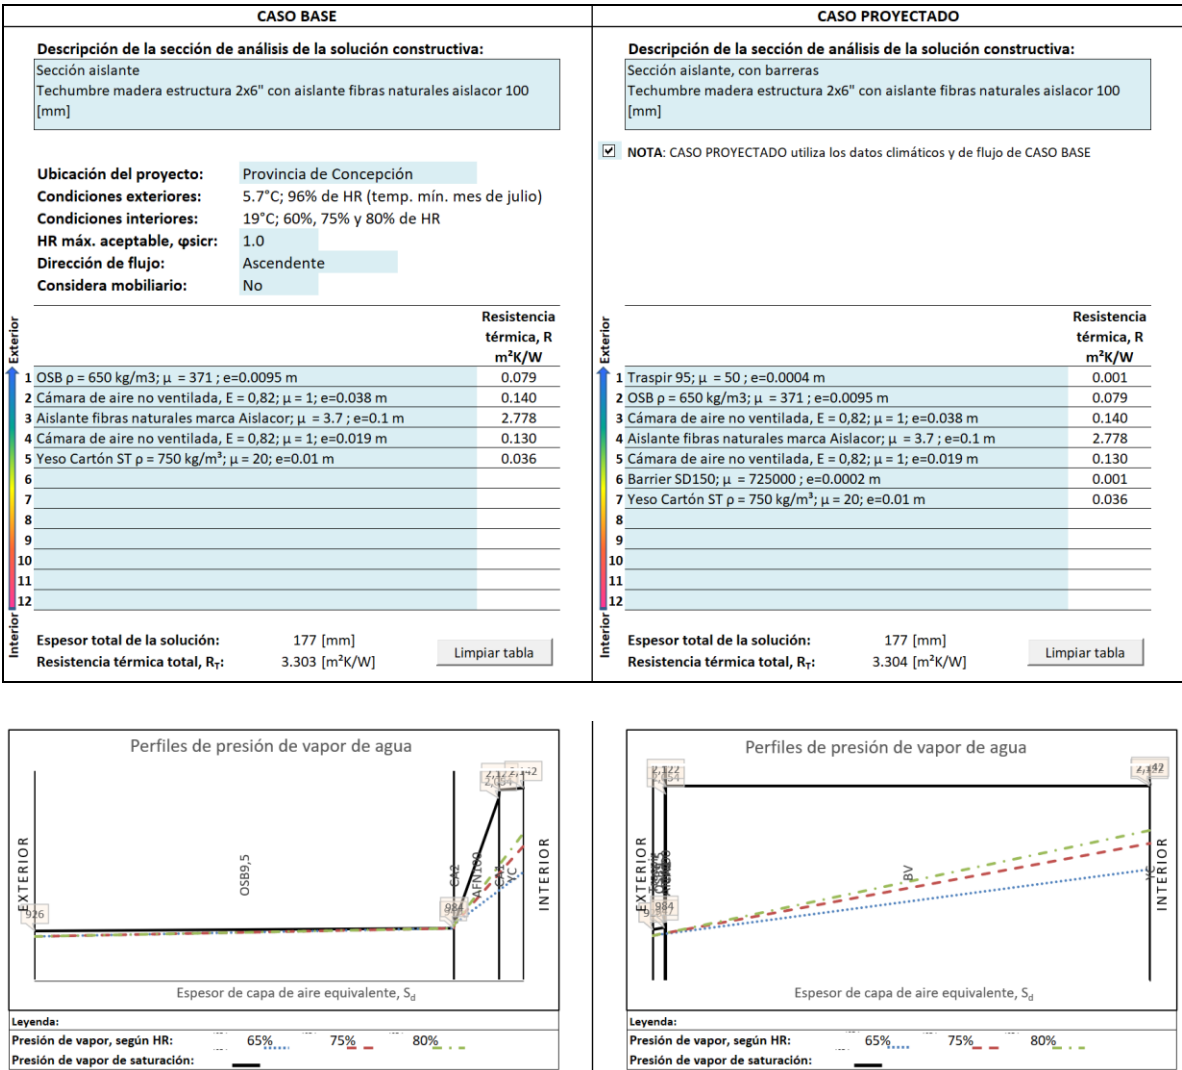 CASO BASE
Descripción de la sección de análisis de la solución constructiva:
Sección aislante
Techumbre madera estructura 2x6" con aislante fibras naturales aislacor 100
[mm]
Ubicación del proyecto: Provincia de Concepción
Condiciones exteriores: 5.7°C; 96% de HR (temp. mín. mes de julio)
Condiciones interiores: 19°C; 60%, 75% y 80% de HR
HR máx. aceptable, φsicr: 1.0
Dirección de flujo: Ascendente
Considera mobiliario: No
Exterior
Resistencia
térmica, R
m²K/W
1 OSB ρ = 650 kg/m3; μ = 371 ; e=0.0095 m 0.079
2 Cámara de aire no ventilada, E = 0,82; μ = 1; e=0.038 m 0.140
3 Aislante fibras naturales marca Aislacor; μ = 3.7 ; e=0.1 m 2.778
4 Cámara de aire no ventilada, E = 0,82; μ = 1; e=0.019 m 0.130
5 Yeso Cartón ST ρ = 750 kg/m³; μ = 20; e=0.01 m 0.036
6
7
8
9
10
11
12
Interior
Espesor total de la solución: 177 [mm]
Resistencia térmica total, RT: 3.303 [m²K/W]
Limpiar tabla
CASO PROYECTADO
Descripción de la sección de análisis de la solución constructiva:
Sección aislante, con barreras
Techumbre madera estructura 2x6" con aislante fibras naturales aislacor 100
[mm]
NOTA: CASO PROYECTADO utiliza los datos climáticos y de flujo de CASO BASE
Exterior
Resistencia
térmica, R
m²K/W
1 Traspir 95; μ = 50 ; e=0.0004 m 0.001
2 OSB ρ = 650 kg/m3; μ = 371 ; e=0.0095 m 0.079
3 Cámara de aire no ventilada, E = 0,82; μ = 1; e=0.038 m 0.140
4 Aislante fibras naturales marca Aislacor; μ = 3.7 ; e=0.1 m 2.778
5 Cámara de aire no ventilada, E = 0,82; μ = 1; e=0.019 m 0.130
6 Barrier SD150; μ = 725000 ; e=0.0002 m 0.001
7 Yeso Cartón ST ρ = 750 kg/m³; μ = 20; e=0.01 m 0.036
8
9
10
11
12
Interior
Espesor total de la solución: 177 [mm]
Resistencia térmica total, RT: 3.304 [m²K/W]
Limpiar tabla
Perfiles de presión de vapor de agua
EXTERIOR
926
OSB9,5
CA2
984
AFN100
CA1
YC
INTERIOR
Espesor de capa de aire equivalente, Sd
Leyenda:
Presión de vapor, según HR: 65% 75% 80%
Presión de vapor de saturación:
Perfiles de presión de vapor de agua
2,122
2,142
EXTERIOR
984
BV
YC
INTERIOR
Espesor de capa de aire equivalente, Sd
Leyenda:
Presión de vapor, según HR: 65% 75% 80%
Presión de vapor de saturación: